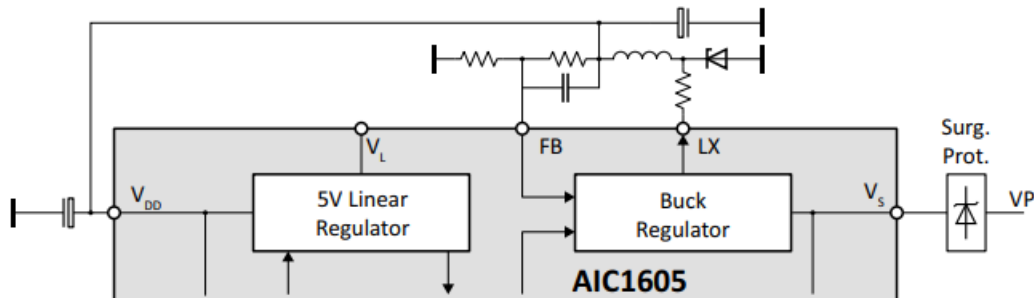 Surg.
Prot.
V_L
FB
LX
V_DD
5V Linear
Regulator
Buck
Regulator
V_S
VP
AIC1605